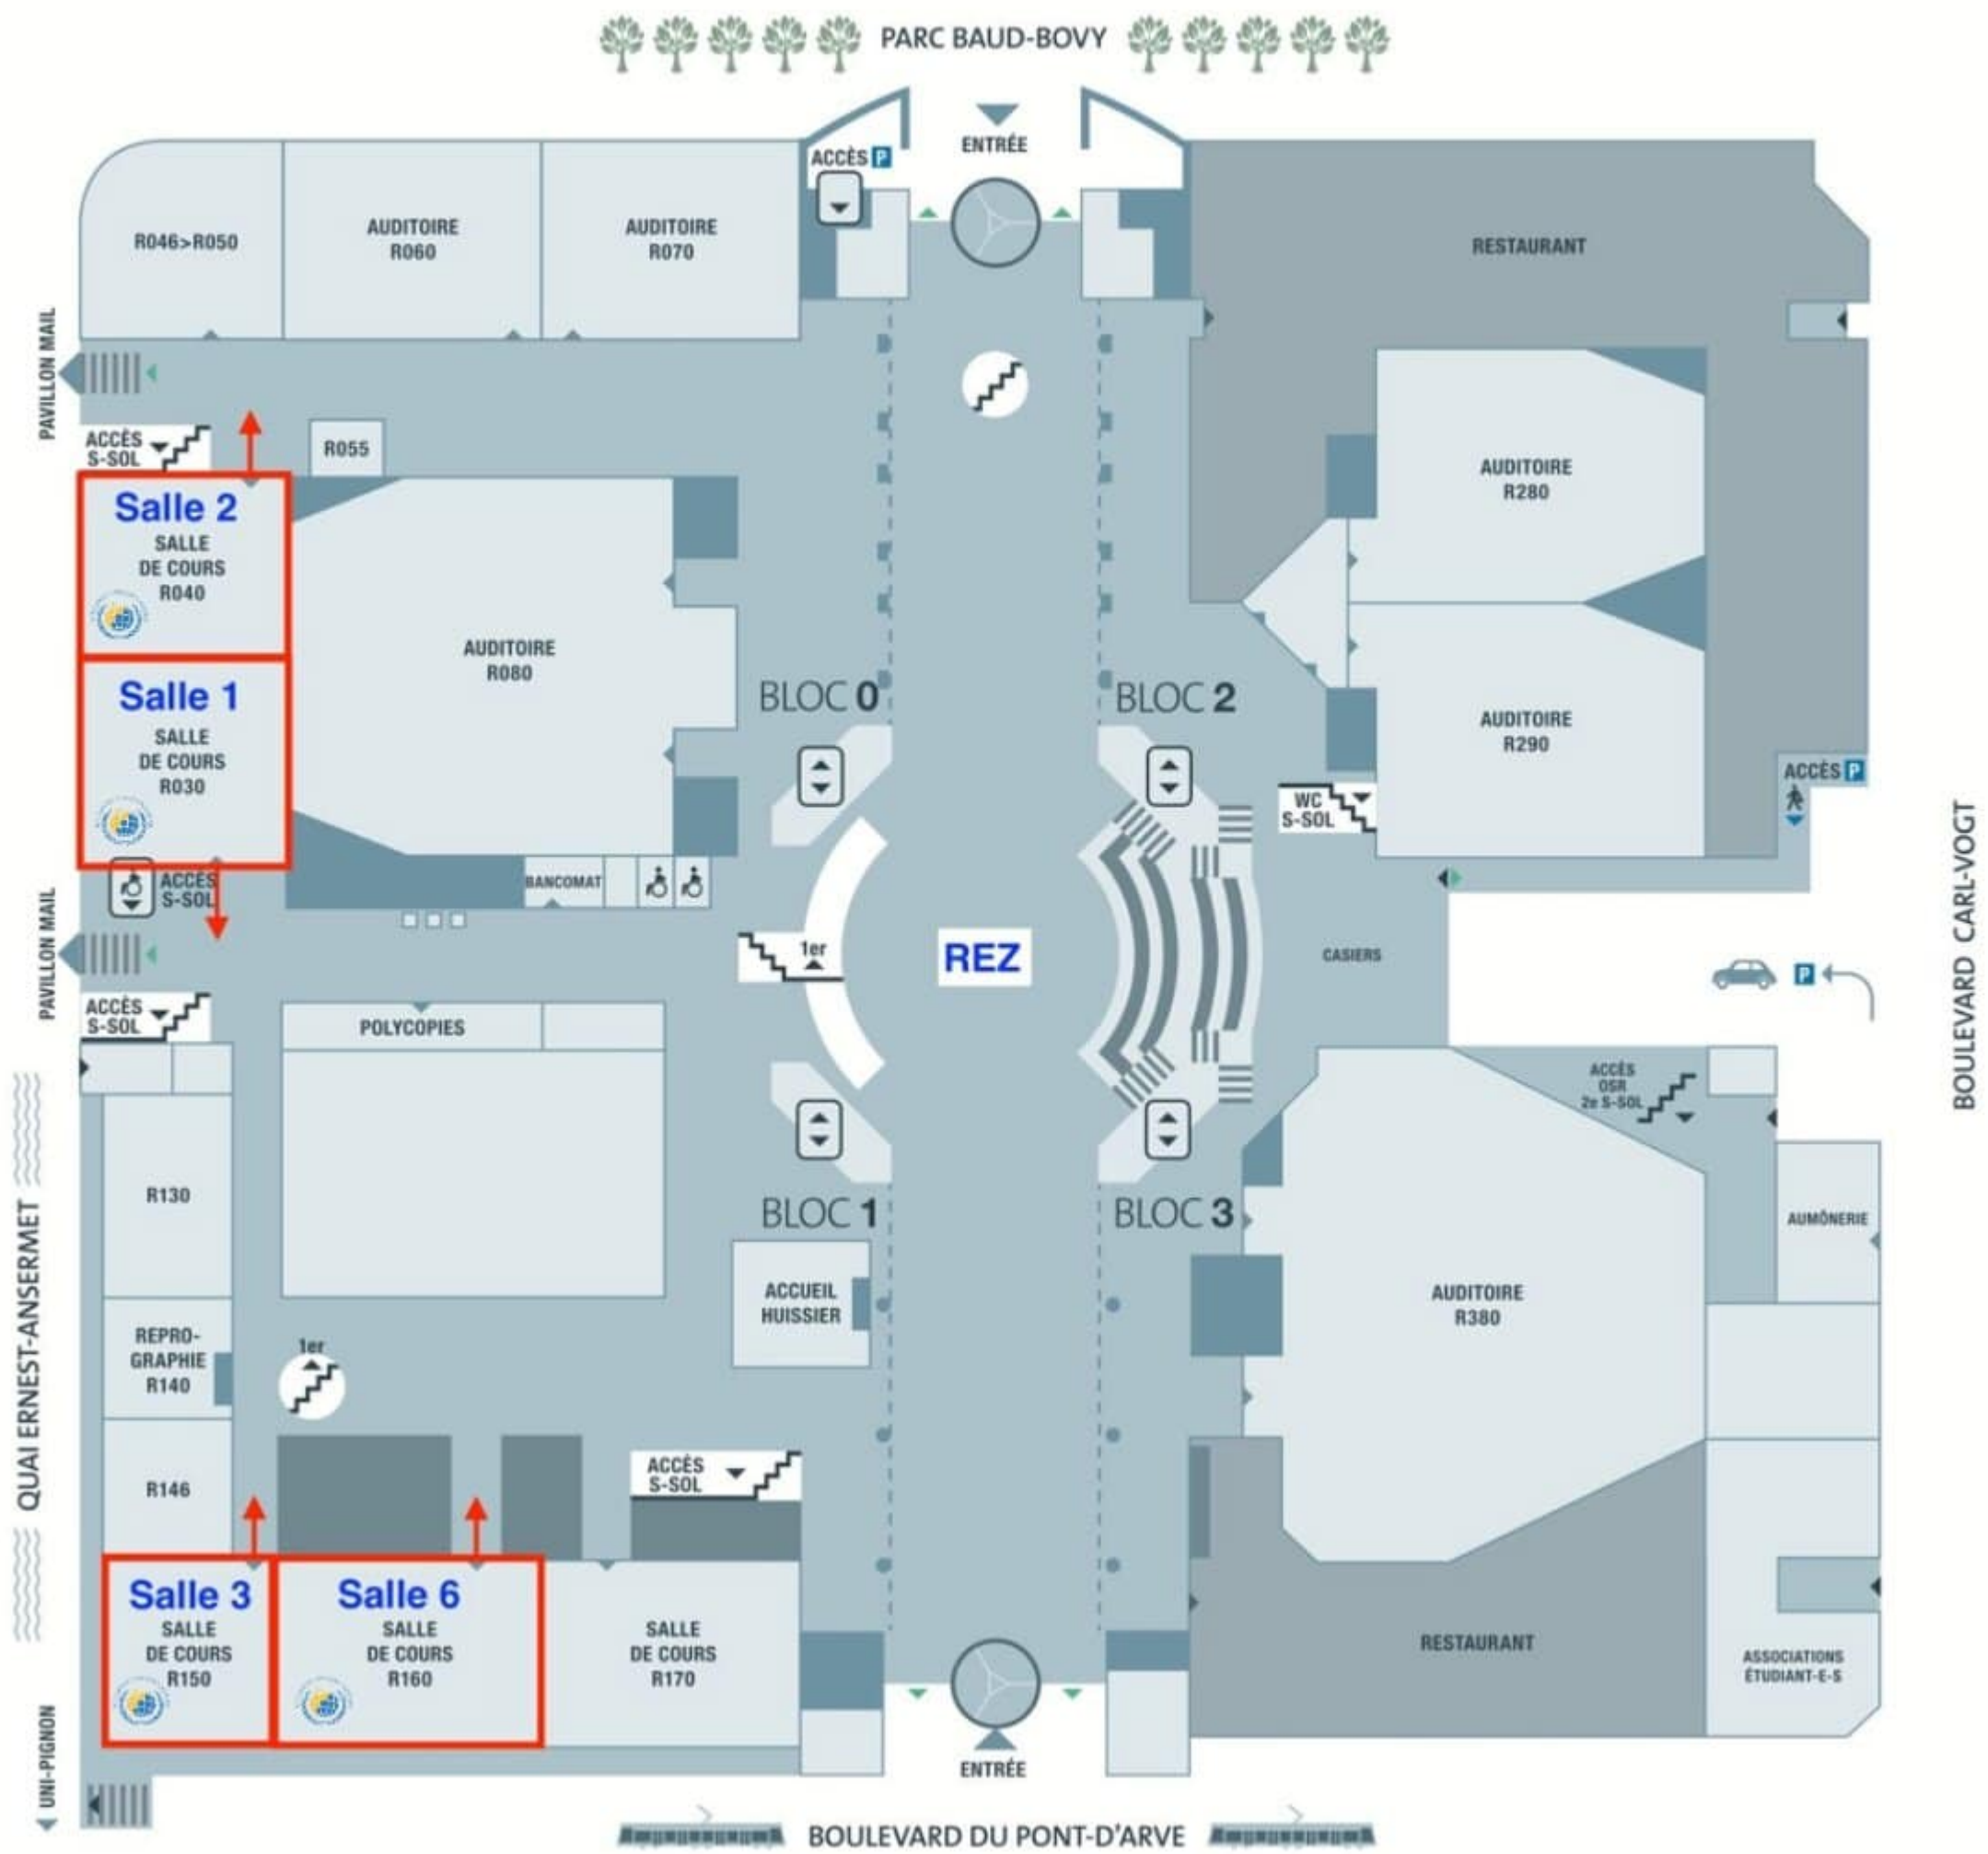 PARC BAUD-BOVY
ENTRÉE
ACCÈS P
R046>R050
AUDITOIRE
R060
AUDITOIRE
R070
RESTAURANT
PAVILLON MAIL
ACCÈS
S-SOL
R055
Salle 2
SALLE
DE COURS
R040
AUDITOIRE
R280
Salle 1
SALLE
DE COURS
R030
AUDITOIRE
R080
BLOC 0
BLOC 2
AUDITOIRE
R290
ACCÈS P
WC
S-SOL
ACCÈS
S-SOL
BANCOMAT
PAVILLON MAIL
1er
REZ
CASIERS
P
BOULEVARD CARL-VOGT
ACCÈS
S-SOL
POLYCOPIES
ACCÈS
OSR
2e S-SOL
R130
BLOC 1
BLOC 3
AUMÔNERIE
QUAI ERNEST-ANSERMET
ACCUEIL
HUISSIER
AUDITOIRE
R380
REPRO-
GRAPHIE
R140
1er
R146
ACCÈS
S-SOL
Salle 3
SALLE
DE COURS
R150
Salle 6
SALLE
DE COURS
R160
SALLE
DE COURS
R170
RESTAURANT
ASSOCIATIONS
ÉTUDIANT-E-S
UNI-PIGNON
ENTRÉE
BOULEVARD DU PONT-D'ARVE